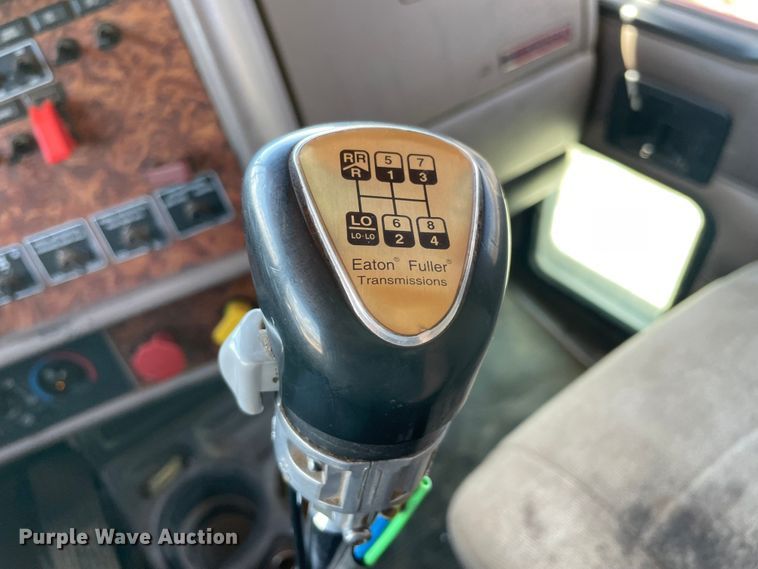 RR 5 7
R 1 3
LO 6 8
LO-LO 2 4
Eaton® Fuller®
Transmissions
Purple Wave Auction